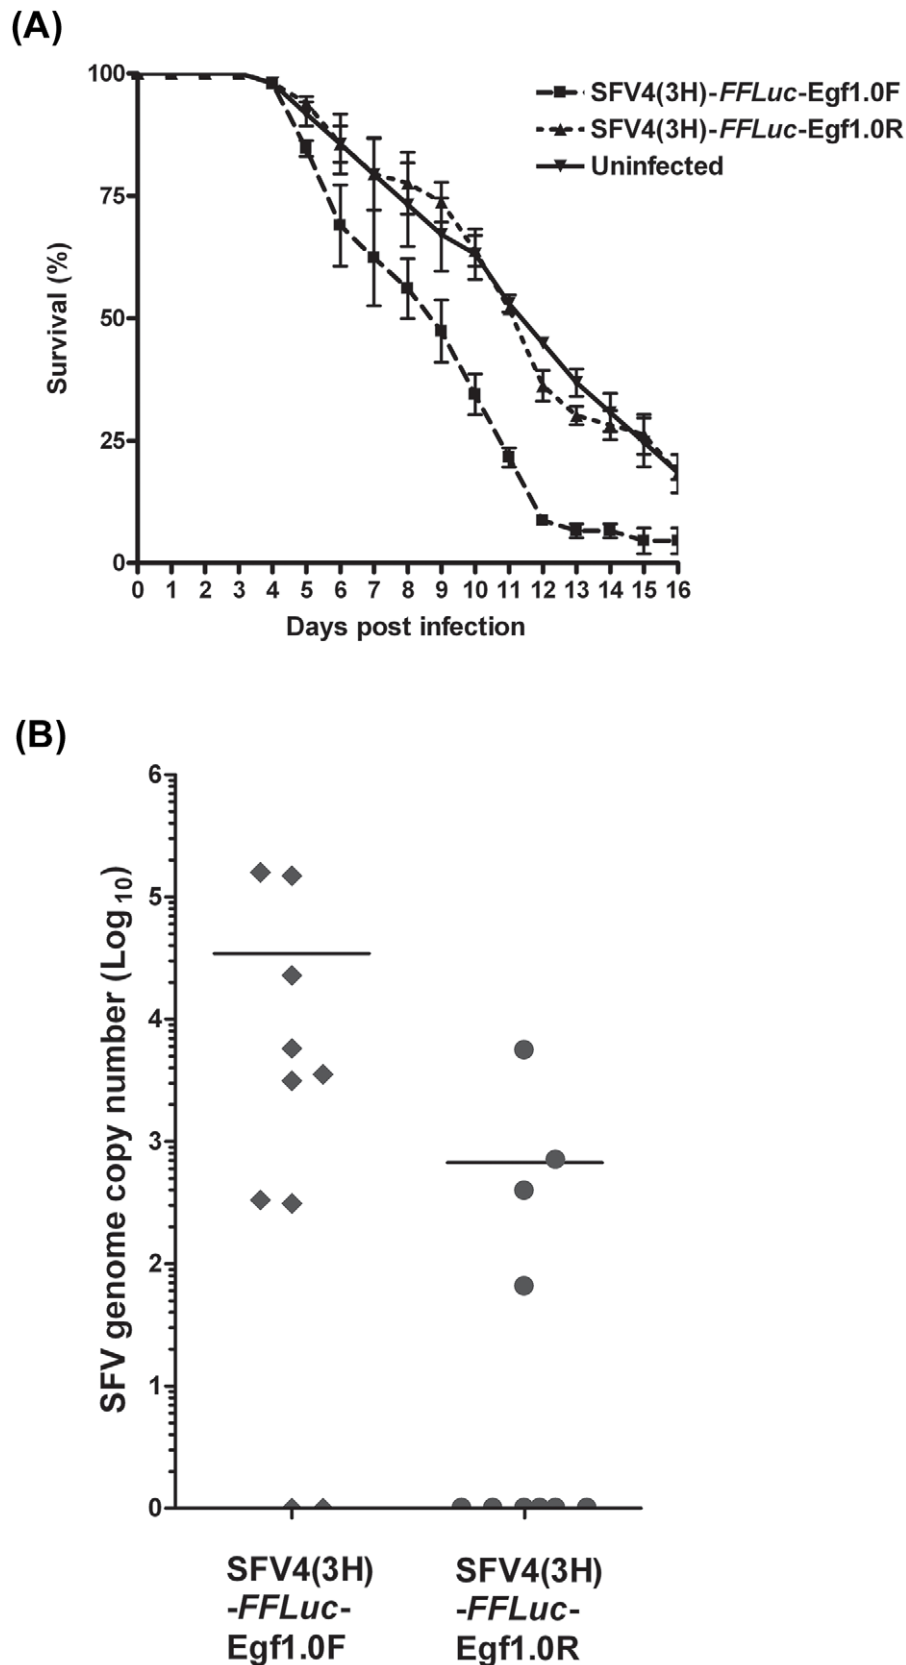 (A)
100
75
50
25
0
Survival (%)
0 1 2 3 4 5 6 7 8 9 10 11 12 13 14 15 16
Days post infection
SFV4(3H)-FFLuc-Egf1.0F
SFV4(3H)-FFLuc-Egf1.0R
Uninfected
(B)
6
5
4
3
2
1
0
SFV genome copy number (Log 10)
SFV4(3H)
-FFLuc-
Egf1.0F
SFV4(3H)
-FFLuc-
Egf1.0R